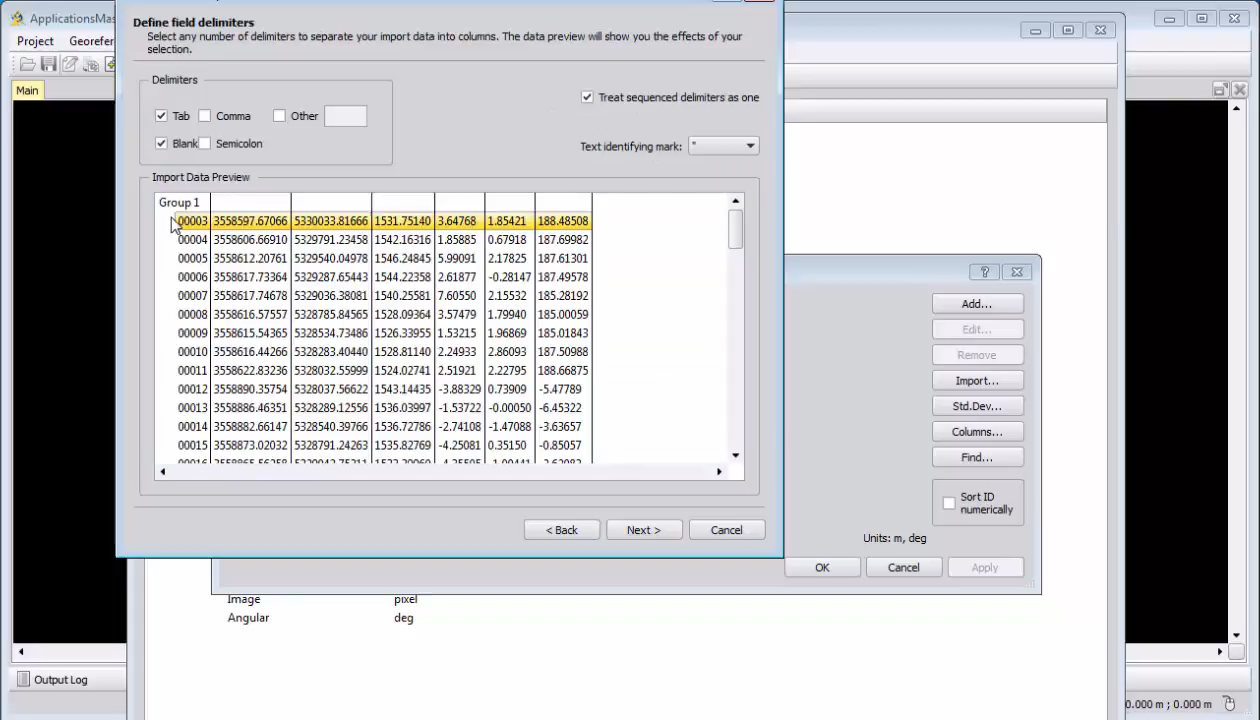 ApplicationsMas
Project Georefer
Main
Define field delimiters
Select any number of delimiters to separate your import data into columns. The data preview will show you the effects of your
selection.
Delimiters
Tab Comma Other
Blank Semicolon
Treat sequenced delimiters as one
Text identifying mark: "
Import Data Preview
Group 1
00003 3558597.67066 5330033.81666 1531.75140 3.64768 1.85421 188.48508
00004 3558606.66910 5329791.23458 1542.16316 1.85885 0.67918 187.69982
00005 3558612.20761 5329540.04978 1546.24845 5.99091 2.17825 187.61301
00006 3558617.73364 5329287.65443 1544.22358 2.61877 -0.28147 187.49578
00007 3558617.74678 5329036.38081 1540.25581 7.60550 2.15532 185.28192
00008 3558616.57557 5328785.84565 1528.09364 3.57479 1.79940 185.00059
00009 3558615.54365 5328534.73486 1526.33955 1.53215 1.96869 185.01843
00010 3558616.44266 5328283.40440 1528.81140 2.24933 2.86093 187.50988
00011 3558622.83236 5328032.55999 1524.02741 2.51921 2.22795 188.66875
00012 3558890.35754 5328037.56622 1543.14435 -3.88329 0.73909 -5.47789
00013 3558886.46351 5328289.12556 1536.03997 -1.53722 -0.00050 -6.45322
00014 3558882.66147 5328540.39766 1536.72786 -2.74108 -1.47088 -3.63657
00015 3558873.02032 5328791.24263 1535.82769 -4.25081 0.35150 -0.85057
< Back Next > Cancel
Add...
Edit...
Remove
Import...
Std.Dev...
Columns...
Find...
Sort ID
numerically
Units: m, deg
OK Cancel Apply
Image pixel
Angular deg
Output Log
0.000 m ; 0.000 m